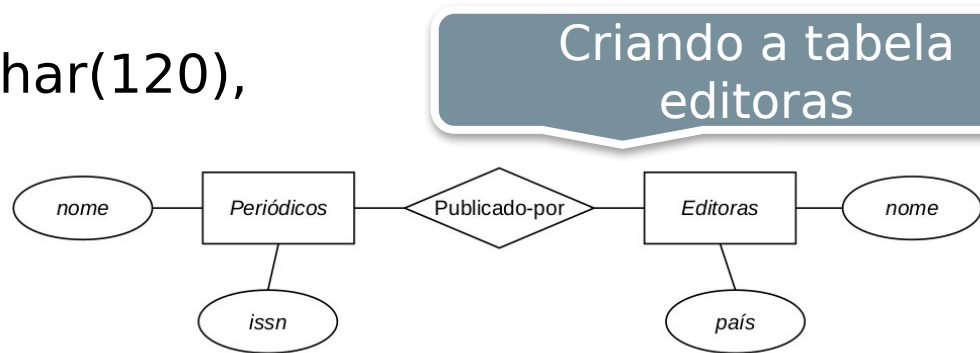 har(120),
Criando a tabela
editoras
nome
Periódicos
Publicado-por
Editoras
nome
issn
país